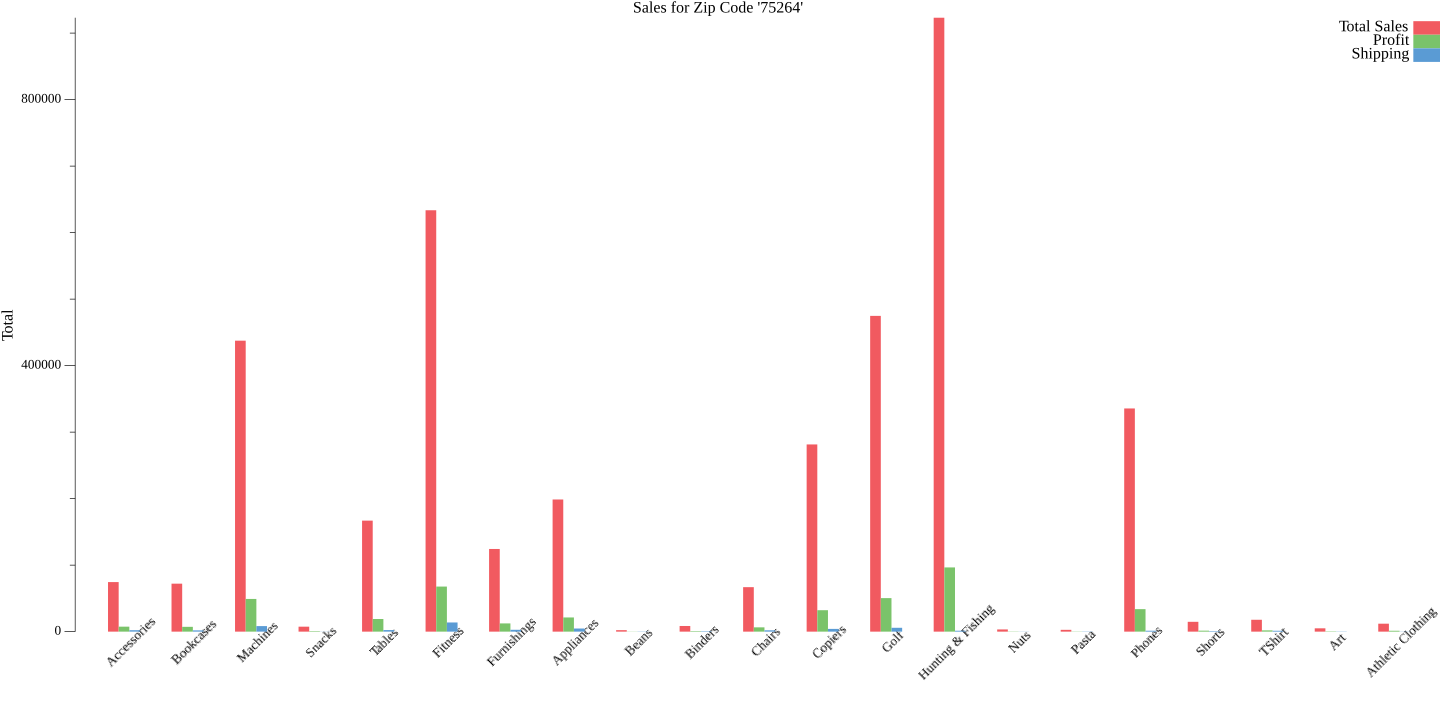 Sales for Zip Code '75264'
Total Sales
Profit
Shipping
800000
400000
0
Total
Accessories
Bookcases
Machines
Snacks
Tables
Fitness
Furnishings
Appliances
Beans
Binders
Chairs
Copiers
Golf
Hunting & Fishing
Nuts
Pasta
Phones
Shorts
TShirt
Art
Athletic Clothing